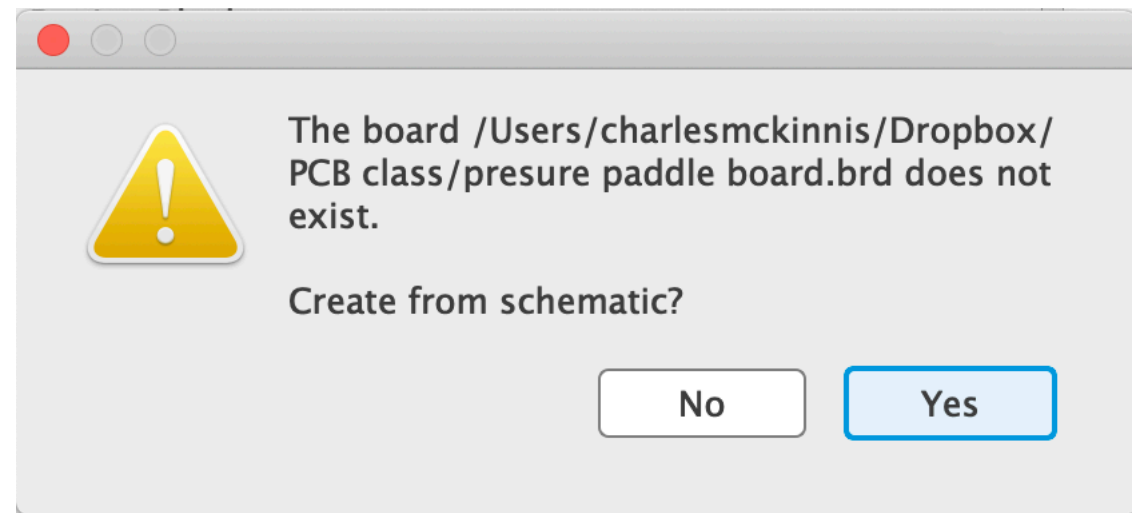 The board /Users/charlesmckinnis/Dropbox/
PCB class/presure paddle board.brd does not
exist.
Create from schematic?
No
Yes